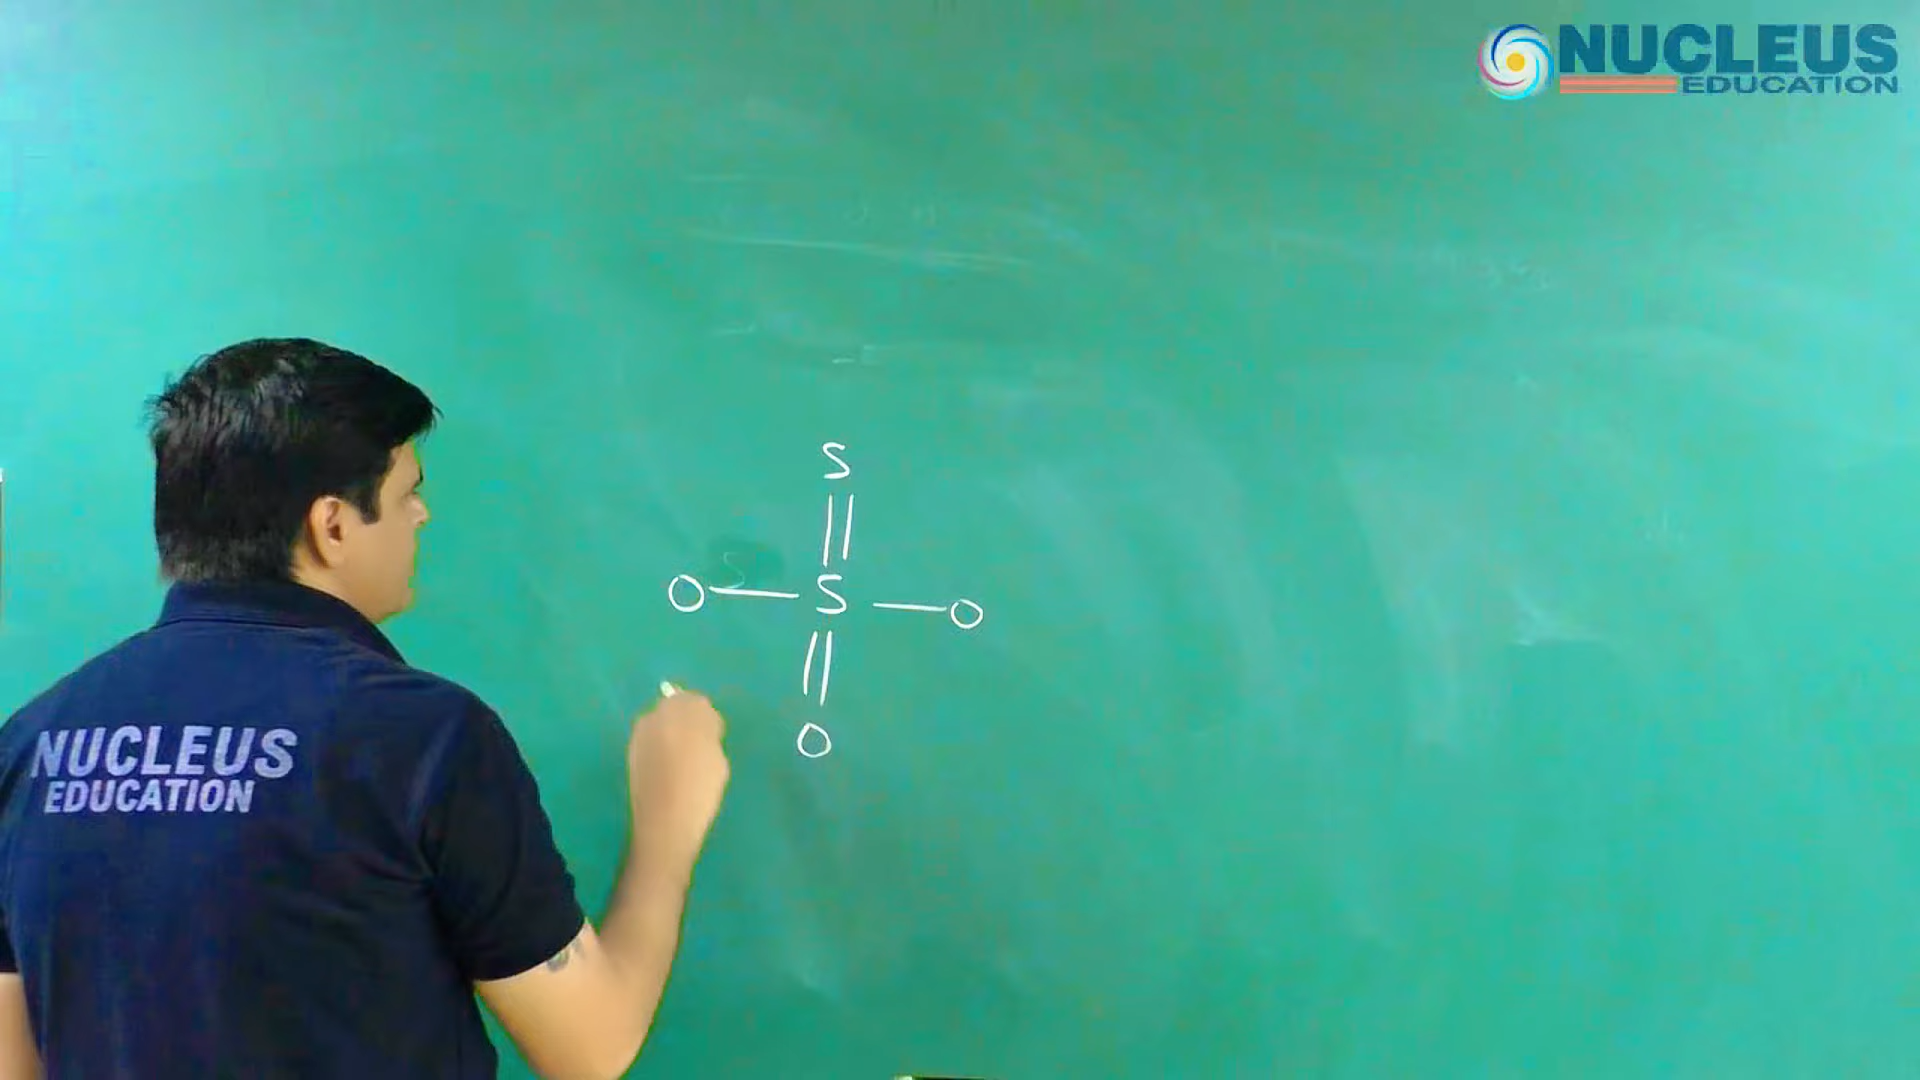 NUCLEUS
EDUCATION
S
O — S — O
O
NUCLEUS
EDUCATION